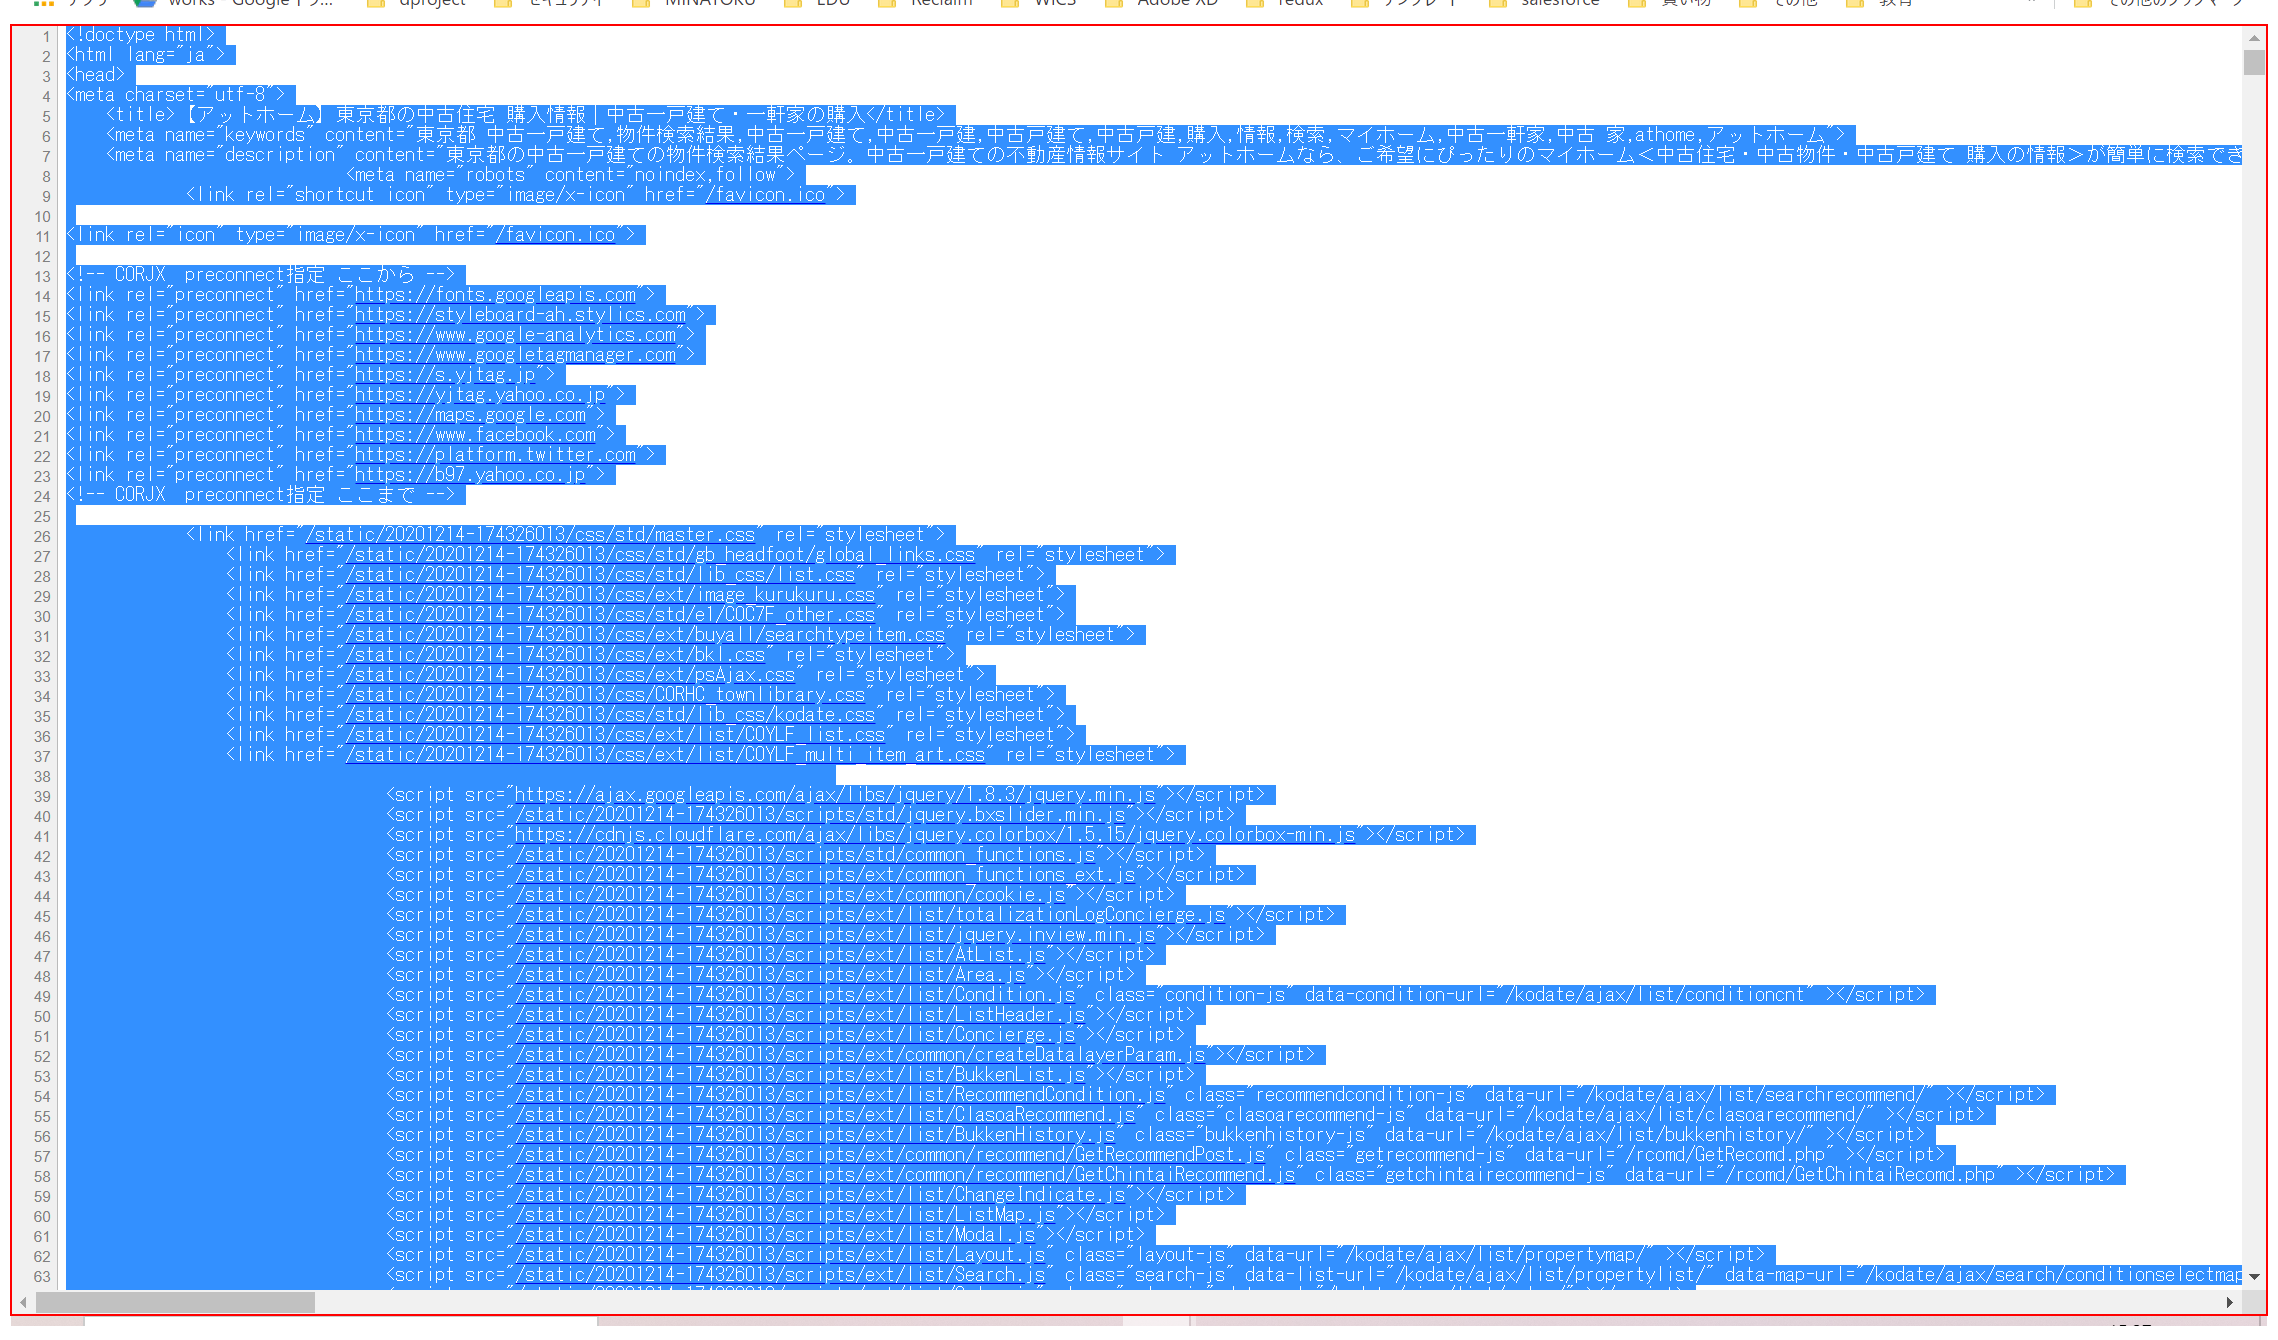 works - Google ドラ...
dproject
セキュリティ
MINATOKU
EDU
Reclaim
WICS
Adobe XD
redux
テンプレート
salesforce
買い物
その他
教育
»
その他のブックマーク
1 <!doctype html>
2 <html lang="ja">
3 <head>
4 <meta charset="utf-8">
5 <title>【アットホーム】東京都の中古住宅 購入情報｜中古一戸建て・一軒家の購入</title>
6 <meta name="keywords" content="東京都 中古一戸建て,物件検索結果,中古一戸建て,中古一戸建,中古戸建て,中古戸建,購入,情報,検索,マイホーム,中古一軒家,中古 家,athome,アットホーム">
7 <meta name="description" content="東京都の中古一戸建ての物件検索結果ページ。中古一戸建ての不動産情報サイト アットホームなら、ご希望にぴったりのマイホーム＜中古住宅・中古物件・中古戸建て 購入の情報＞が簡単に検索でき
8 <meta name="robots" content="noindex,follow">
9 <link rel="shortcut icon" type="image/x-icon" href="/favicon.ico">
10
11 <link rel="icon" type="image/x-icon" href="/favicon.ico">
12
13 <!-- CORJX　preconnect指定 ここから -->
14 <link rel="preconnect" href="https://fonts.googleapis.com">
15 <link rel="preconnect" href="https://styleboard-ah.stylics.com">
16 <link rel="preconnect" href="https://www.google-analytics.com">
17 <link rel="preconnect" href="https://www.googletagmanager.com">
18 <link rel="preconnect" href="https://s.yjtag.jp">
19 <link rel="preconnect" href="https://yjtag.yahoo.co.jp">
20 <link rel="preconnect" href="https://maps.google.com">
21 <link rel="preconnect" href="https://www.facebook.com">
22 <link rel="preconnect" href="https://platform.twitter.com">
23 <link rel="preconnect" href="https://b97.yahoo.co.jp">
24 <!-- CORJX　preconnect指定 ここまで -->
25
26 <link href="/static/20201214-174326013/css/std/master.css" rel="stylesheet">
27 <link href="/static/20201214-174326013/css/std/gb_headfoot/global_links.css" rel="stylesheet">
28 <link href="/static/20201214-174326013/css/std/lib_css/list.css" rel="stylesheet">
29 <link href="/static/20201214-174326013/css/ext/image_kurukuru.css" rel="stylesheet">
30 <link href="/static/20201214-174326013/css/std/e1/COC7F_other.css" rel="stylesheet">
31 <link href="/static/20201214-174326013/css/ext/buyall/searchtypeitem.css" rel="stylesheet">
32 <link href="/static/20201214-174326013/css/ext/bkl.css" rel="stylesheet">
33 <link href="/static/20201214-174326013/css/ext/psAjax.css" rel="stylesheet">
34 <link href="/static/20201214-174326013/css/CORHC_townlibrary.css" rel="stylesheet">
35 <link href="/static/20201214-174326013/css/std/lib_css/kodate.css" rel="stylesheet">
36 <link href="/static/20201214-174326013/css/ext/list/COYLF_list.css" rel="stylesheet">
37 <link href="/static/20201214-174326013/css/ext/list/COYLF_multi_item_art.css" rel="stylesheet">
38
39 <script src="https://ajax.googleapis.com/ajax/libs/jquery/1.8.3/jquery.min.js"></script>
40 <script src="/static/20201214-174326013/scripts/std/jquery.bxslider.min.js"></script>
41 <script src="https://cdnjs.cloudflare.com/ajax/libs/jquery.colorbox/1.5.15/jquery.colorbox-min.js"></script>
42 <script src="/static/20201214-174326013/scripts/std/common_functions.js"></script>
43 <script src="/static/20201214-174326013/scripts/ext/common_functions_ext.js"></script>
44 <script src="/static/20201214-174326013/scripts/ext/common/cookie.js"></script>
45 <script src="/static/20201214-174326013/scripts/ext/list/totalizationLogConcierge.js"></script>
46 <script src="/static/20201214-174326013/scripts/ext/list/jquery.inview.min.js"></script>
47 <script src="/static/20201214-174326013/scripts/ext/list/AtList.js"></script>
48 <script src="/static/20201214-174326013/scripts/ext/list/Area.js"></script>
49 <script src="/static/20201214-174326013/scripts/ext/list/Condition.js" class="condition-js" data-condition-url="/kodate/ajax/list/conditioncnt" ></script>
50 <script src="/static/20201214-174326013/scripts/ext/list/ListHeader.js"></script>
51 <script src="/static/20201214-174326013/scripts/ext/list/Concierge.js"></script>
52 <script src="/static/20201214-174326013/scripts/ext/common/createDatalayerParam.js"></script>
53 <script src="/static/20201214-174326013/scripts/ext/list/BukkenList.js"></script>
54 <script src="/static/20201214-174326013/scripts/ext/list/RecommendCondition.js" class="recommendcondition-js" data-url="/kodate/ajax/list/searchrecommend/" ></script>
55 <script src="/static/20201214-174326013/scripts/ext/list/ClasoaRecommend.js" class="clasoarecommend-js" data-url="/kodate/ajax/list/clasoarecommend/" ></script>
56 <script src="/static/20201214-174326013/scripts/ext/list/BukkenHistory.js" class="bukkenhistory-js" data-url="/kodate/ajax/list/bukkenhistory/" ></script>
57 <script src="/static/20201214-174326013/scripts/ext/common/recommend/GetRecommendPost.js" class="getrecommend-js" data-url="/rcomd/GetRecomd.php" ></script>
58 <script src="/static/20201214-174326013/scripts/ext/common/recommend/GetChintaiRecommend.js" class="getchintairecommend-js" data-url="/rcomd/GetChintaiRecomd.php" ></script>
59 <script src="/static/20201214-174326013/scripts/ext/list/ChangeIndicate.js"></script>
60 <script src="/static/20201214-174326013/scripts/ext/list/ListMap.js"></script>
61 <script src="/static/20201214-174326013/scripts/ext/list/Modal.js"></script>
62 <script src="/static/20201214-174326013/scripts/ext/list/Layout.js" class="layout-js" data-url="/kodate/ajax/list/propertymap/" ></script>
63 <script src="/static/20201214-174326013/scripts/ext/list/Search.js" class="search-js" data-list-url="/kodate/ajax/list/propertylist/" data-map-url="/kodate/ajax/search/conditionselectmap